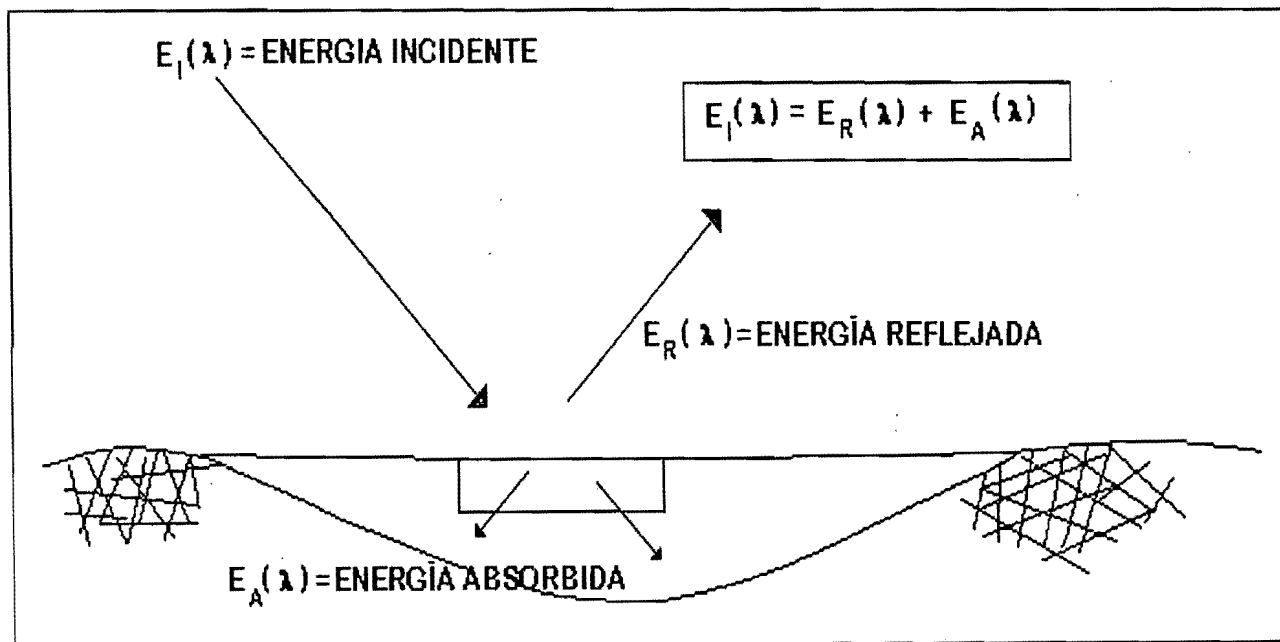 E_I(λ)=ENERGIA INCIDENTE
E_I(λ) = E_R(λ) + E_A(λ)
E_R(λ)=ENERGÍA REFLEJADA
E_A(λ)=ENERGÍA ABSORBIDA